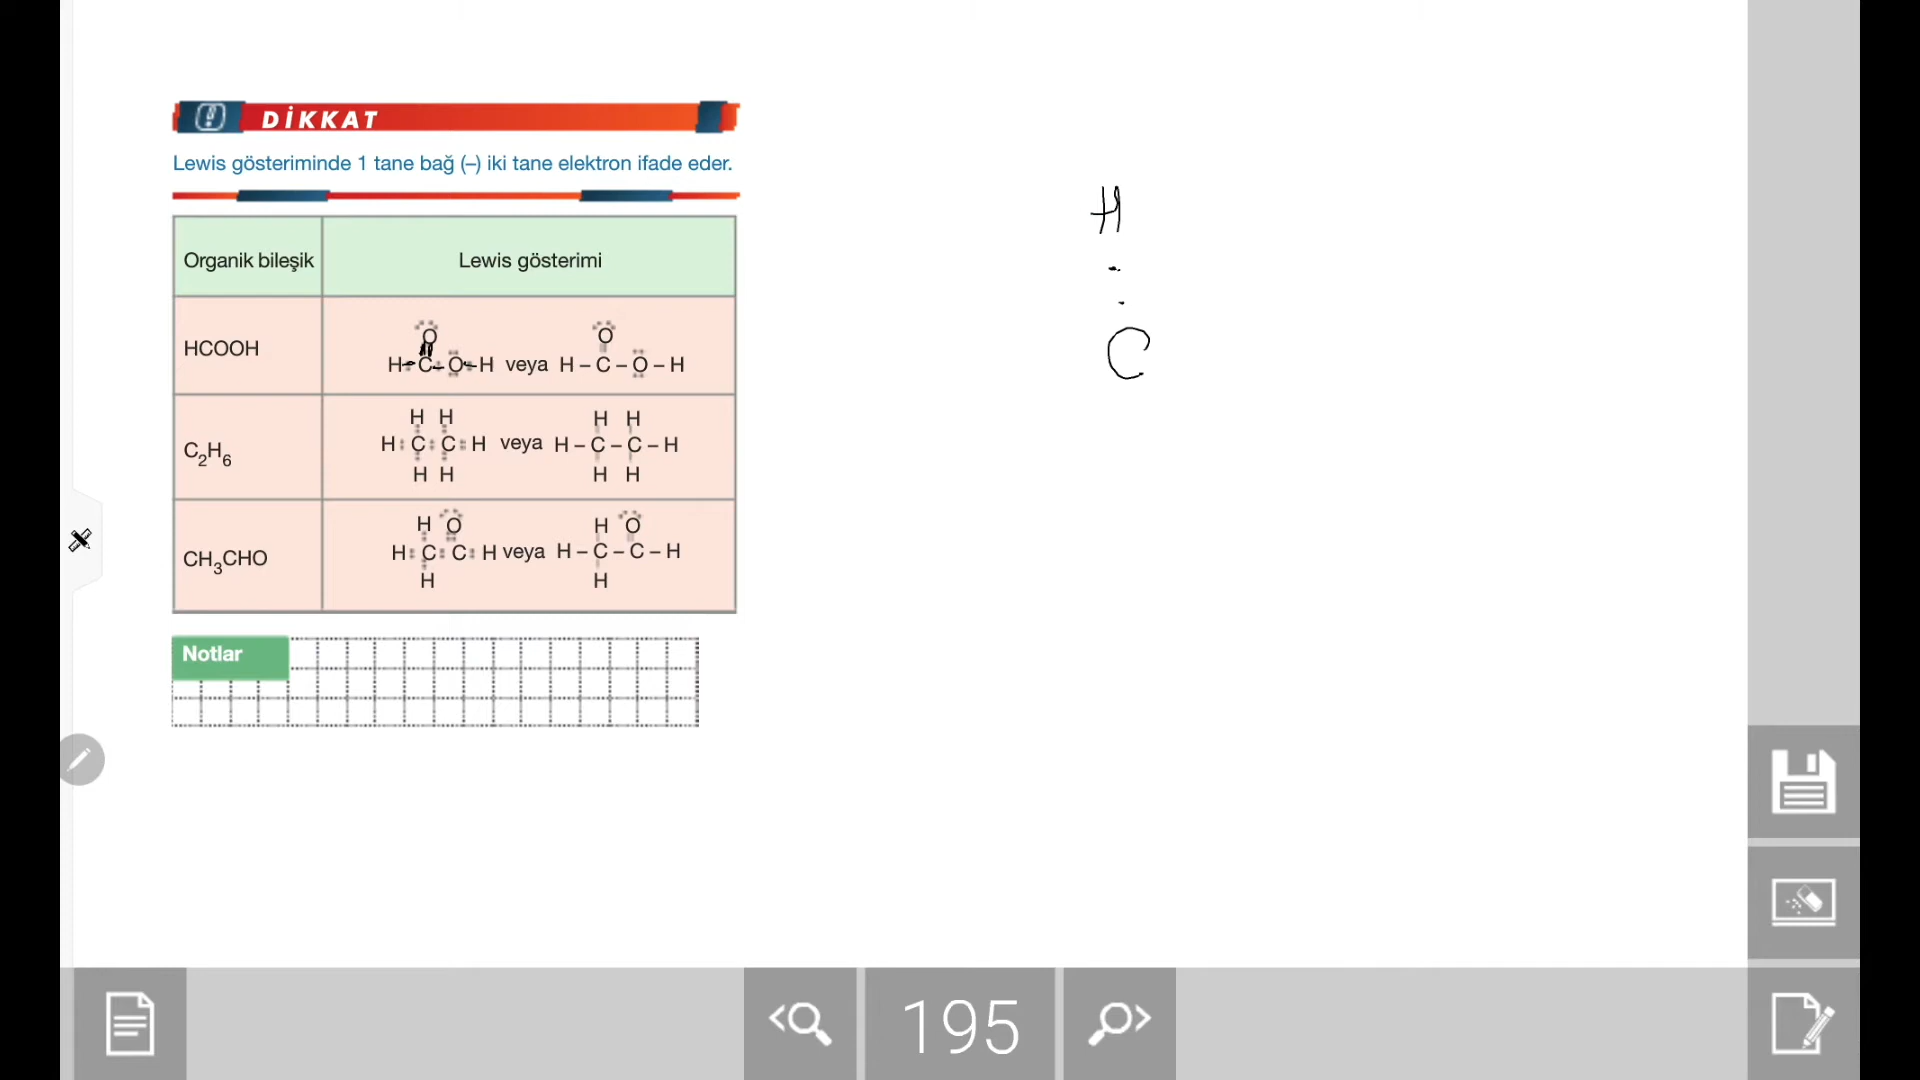 DİKKAT
Lewis gösteriminde 1 tane bağ (–) iki tane elektron ifade eder.
Organik bileşik Lewis gösterimi
HCOOH
O O
H–C–O–H veya H – C – O – H
C₂H₆
H H H H
H : C : C : H veya H – C – C – H
H H H H
CH₃CHO
H O H O
H : C : C : H veya H – C – C – H
H H
Notlar
H
C
195